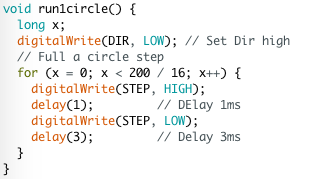 void run1circle() {
  long x;
  digitalWrite(DIR, LOW); // Set Dir high
  // Full a circle step
  for (x = 0; x < 200 / 16; x++) {
    digitalWrite(STEP, HIGH);
    delay(1);         // DElay 1ms
    digitalWrite(STEP, LOW);
    delay(3);         // Delay 3ms
  }
}